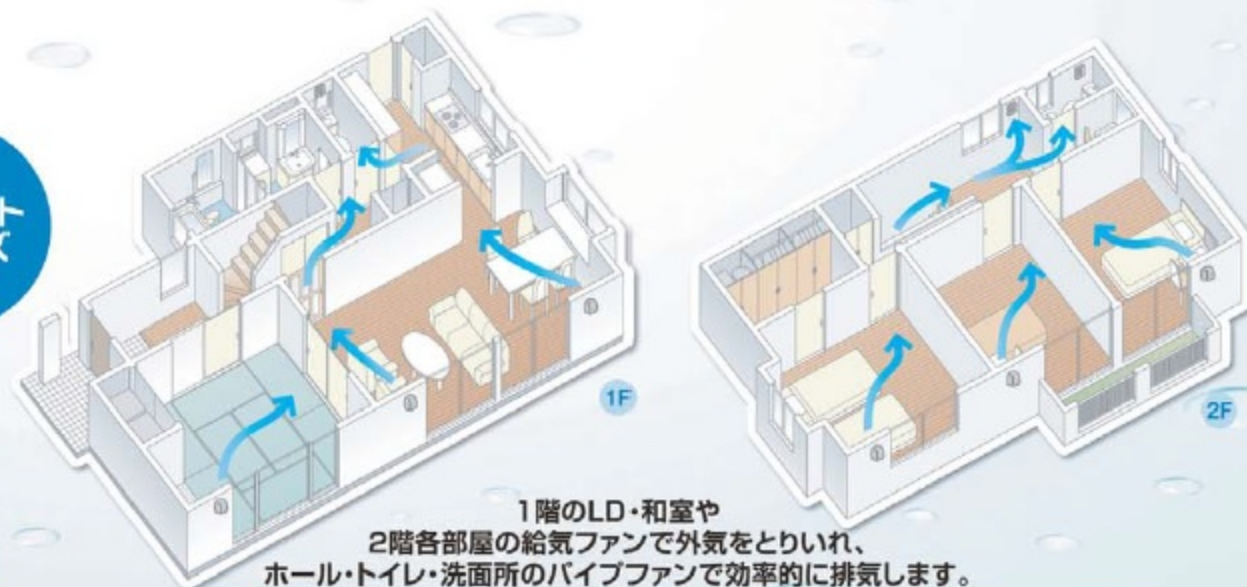 1F
2F
1階のLD・和室や
2階各部屋の給気ファンで外気をとりいれ、
ホール・トイレ・洗面所のパイプファンで効率的に排気します。